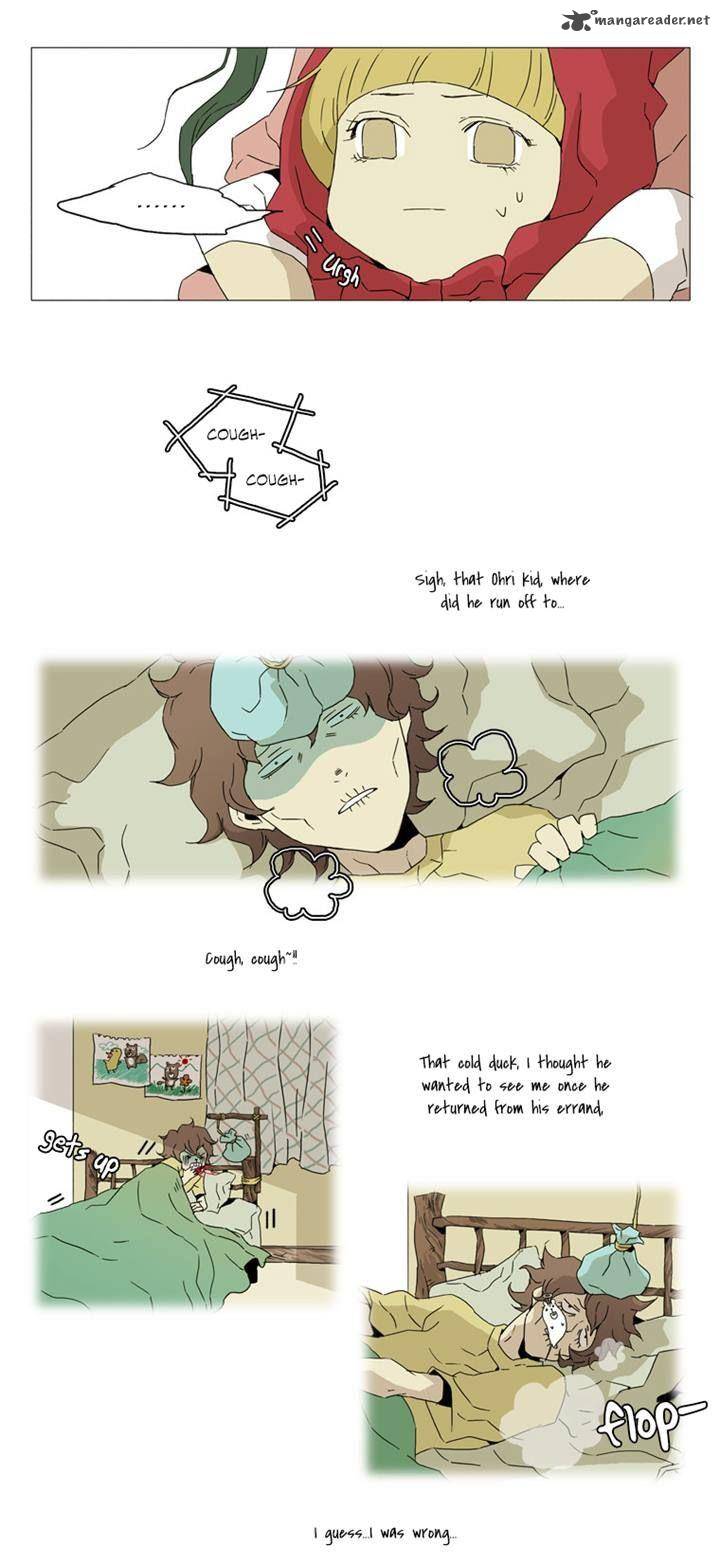 mangareader.net
......
Urgh
COUGH-
COUGH-
Sigh, that Ohri kid, where
did he run off to...
Cough, cough~!!
That cold duck, I thought he
wanted to see me once he
returned from his errand,
gets up
flop-
I guess...I was wrong...